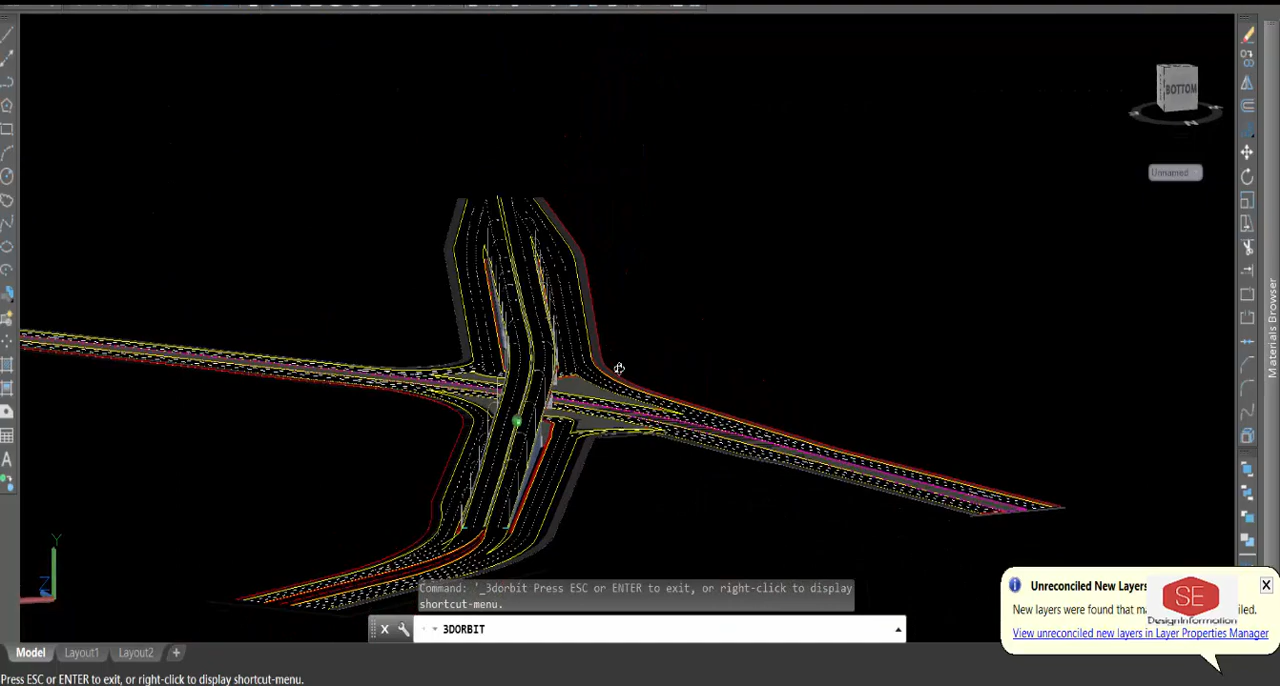 BOTTOM
Unnamed
Materials Browser
Y
Z
A
Command: '_3dorbit Press ESC or ENTER to exit, or right-click to display
shortcut-menu.
3DORBIT
Unreconciled New Layers
New layers were found that
SE
DesignInformation
View unreconciled new layers in Layer Properties Manager
Model
Layout1
Layout2
+
Press ESC or ENTER to exit, or right-click to display shortcut-menu.